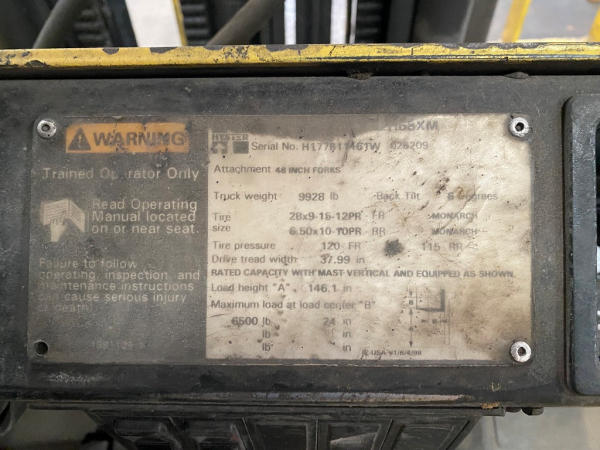 WARNING
Trained Operator Only
Read Operating
Manual located
on or near seat.
Failure to follow
operating, inspection, and
maintenance instructions
can cause serious injury
or death!
HYSTER
H65XM
Serial No. 926209
Attachment 48 INCH FORKS
Truck weight 9928 lb Back Tilt degrees
Tire 28x9-15-12PR FR MONARCH
size 6.50x10-10PR RR MONARCH
Tire pressure 120 FR 115 RR
Drive tread width 37.99 in
RATED CAPACITY WITH MAST VERTICAL AND EQUIPPED AS SHOWN.
Load height "A" 146.1 in
Maximum load at load center "B"
6500 lb 24 in
lb in
lb in